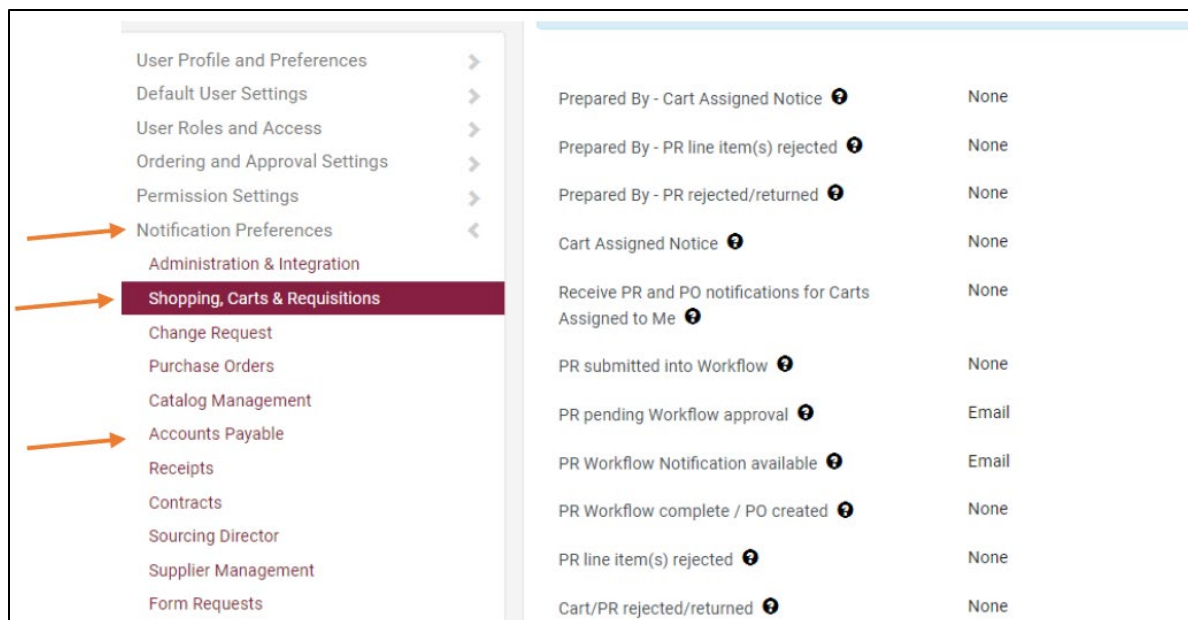 User Profile and Preferences
Default User Settings
User Roles and Access
Ordering and Approval Settings
Permission Settings
Notification Preferences
Administration & Integration
Shopping, Carts & Requisitions
Change Request
Purchase Orders
Catalog Management
Accounts Payable
Receipts
Contracts
Sourcing Director
Supplier Management
Form Requests
Prepared By - Cart Assigned Notice ? None
Prepared By - PR line item(s) rejected ? None
Prepared By - PR rejected/returned ? None
Cart Assigned Notice ? None
Receive PR and PO notifications for Carts None
Assigned to Me ?
PR submitted into Workflow ? None
PR pending Workflow approval ? Email
PR Workflow Notification available ? Email
PR Workflow complete / PO created ? None
PR line item(s) rejected ? None
Cart/PR rejected/returned ? None